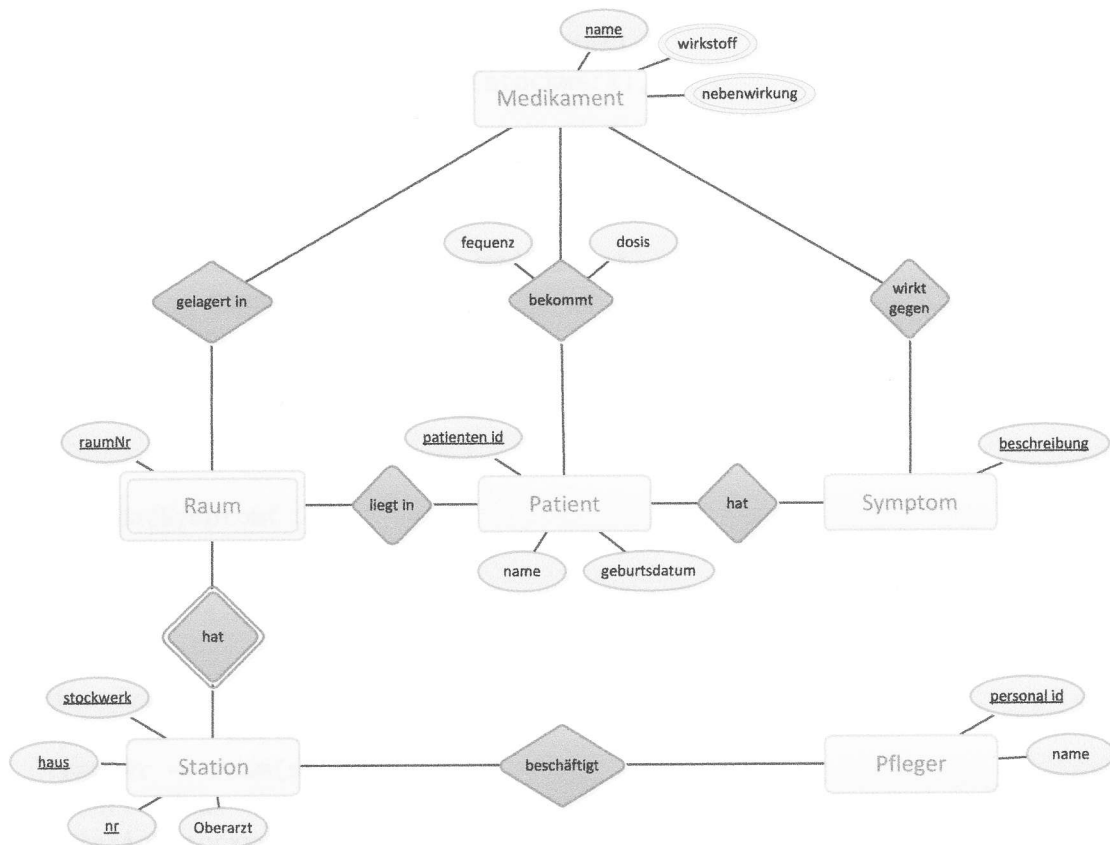 name
wirkstoff
Medikament
nebenwirkung
fequenz
dosis
gelagert in
bekommt
wirkt
gegen
raumNr
patienten id
beschreibung
Raum
liegt in
Patient
hat
Symptom
name
geburtsdatum
hat
stockwerk
personal id
haus
Station
beschäftigt
Pfleger
name
nr
Oberarzt